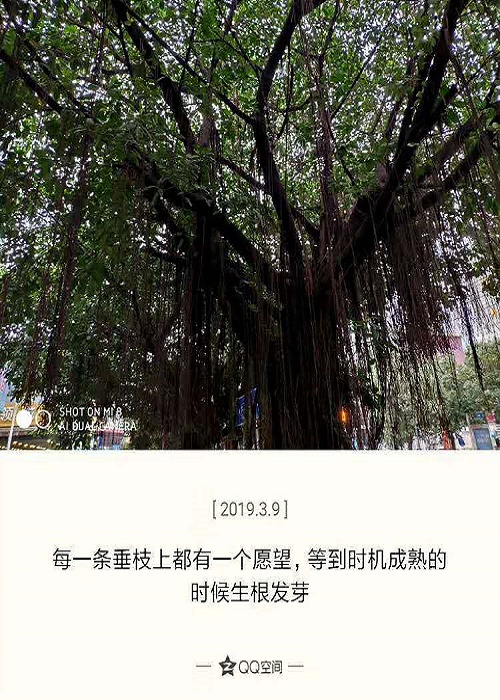 SHOT ON MI 8
AI DUAL CAMERA
[ 2019.3.9 ]
每一条垂枝上都有一个愿望，等到时机成熟的
时候生根发芽
QQ空间